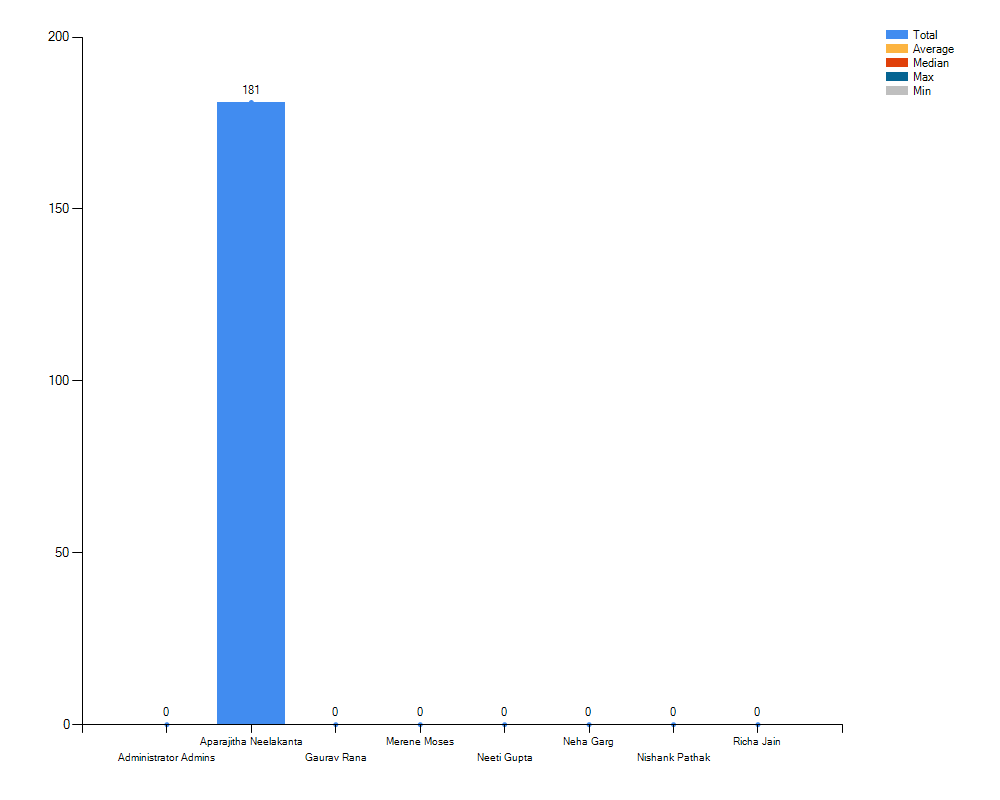 200
150
100
50
0
181
0
0
0
0
0
0
0
Administrator Admins
Aparajitha Neelakanta
Gaurav Rana
Merene Moses
Neeti Gupta
Neha Garg
Nishank Pathak
Richa Jain
Total
Average
Median
Max
Min